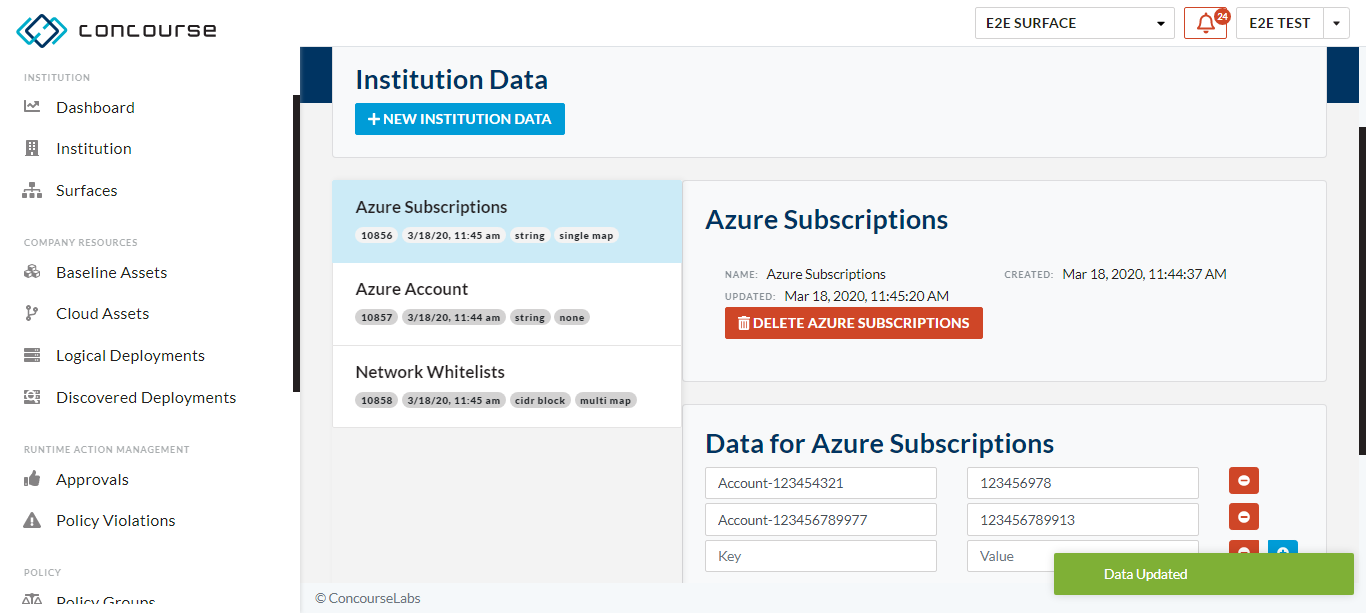 concourse
E2E SURFACE
24
E2E TEST
INSTITUTION
Dashboard
Institution
Surfaces
COMPANY RESOURCES
Baseline Assets
Cloud Assets
Logical Deployments
Discovered Deployments
RUNTIME ACTION MANAGEMENT
Approvals
Policy Violations
POLICY
Policy Groups
Institution Data
NEW INSTITUTION DATA
Azure Subscriptions
10856 3/18/20, 11:45 am string single map
Azure Account
10857 3/18/20, 11:44 am string none
Network Whitelists
10858 3/18/20, 11:45 am cidr block multi map
Azure Subscriptions
NAME: Azure Subscriptions CREATED: Mar 18, 2020, 11:44:37 AM
UPDATED: Mar 18, 2020, 11:45:20 AM
DELETE AZURE SUBSCRIPTIONS
Data for Azure Subscriptions
Account-123454321 123456978
Account-123456789977 123456789913
Key Value
Data Updated
© ConcourseLabs